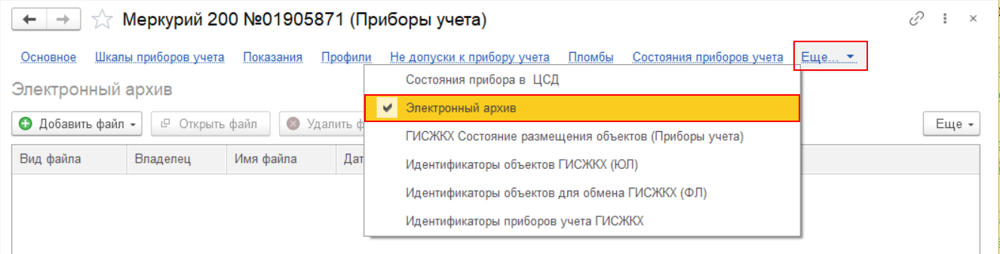 Меркурий 200 №01905871 (Приборы учета)
Основное Шкалы приборов учета Показания Профили Не допуски к прибору учета Пломбы Состояния приборов учета Еще...
Состояния прибора в ЦСД
Электронный архив
Электронный архив
Добавить файл Открыть файл Удалить ф Еще
ГИСЖКХ Состояние размещения объектов (Приборы учета)
Вид файла Владелец Имя файла Дат
Идентификаторы объектов ГИСЖКХ (ЮЛ)
Идентификаторы объектов для обмена ГИСЖКХ (ФЛ)
Идентификаторы приборов учета ГИСЖКХ